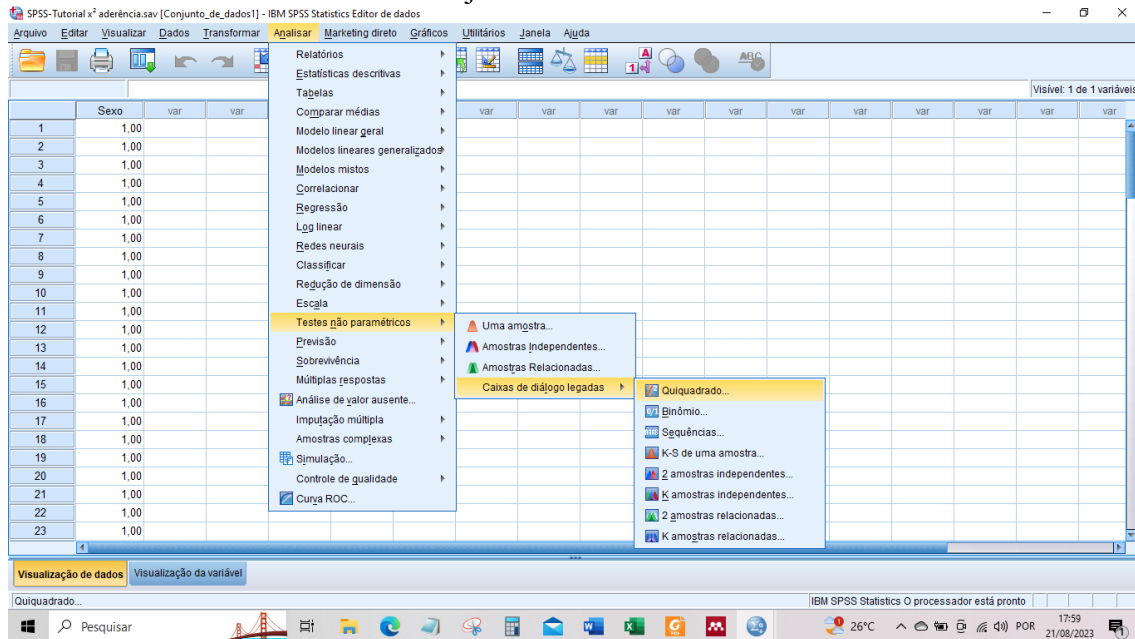 SPSS-Tutorial x² aderência.sav [Conjunto_de_dados1] - IBM SPSS Statistics Editor de dados
Arquivo Editar Visualizar Dados Transformar Analisar Marketing direto Gráficos Utilitários Janela Ajuda
Visível: 1 de 1 variáveis
Sexo var var var var var var var var var var var var
1 1,00
2 1,00
3 1,00
4 1,00
5 1,00
6 1,00
7 1,00
8 1,00
9 1,00
10 1,00
11 1,00
12 1,00
13 1,00
14 1,00
15 1,00
16 1,00
17 1,00
18 1,00
19 1,00
20 1,00
21 1,00
22 1,00
23 1,00
Relatórios
Estatísticas descritivas
Tabelas
Comparar médias
Modelo linear geral
Modelos lineares generalizados
Modelos mistos
Correlacionar
Regressão
Log linear
Redes neurais
Classificar
Redução de dimensão
Escala
Testes não paramétricos
Previsão
Sobrevivência
Múltiplas respostas
Análise de valor ausente...
Imputação múltipla
Amostras complexas
Simulação...
Controle de qualidade
Curva ROC...
Uma amostra...
Amostras Independentes...
Amostras Relacionadas...
Caixas de diálogo legadas
Quiquadrado...
Binômio...
Sequências...
K-S de uma amostra...
2 amostras independentes...
K amostras independentes...
2 amostras relacionadas...
K amostras relacionadas...
Visualização de dados Visualização da variável
Quiquadrado...
IBM SPSS Statistics O processador está pronto
Pesquisar
26°C
POR
17:59
21/08/2023